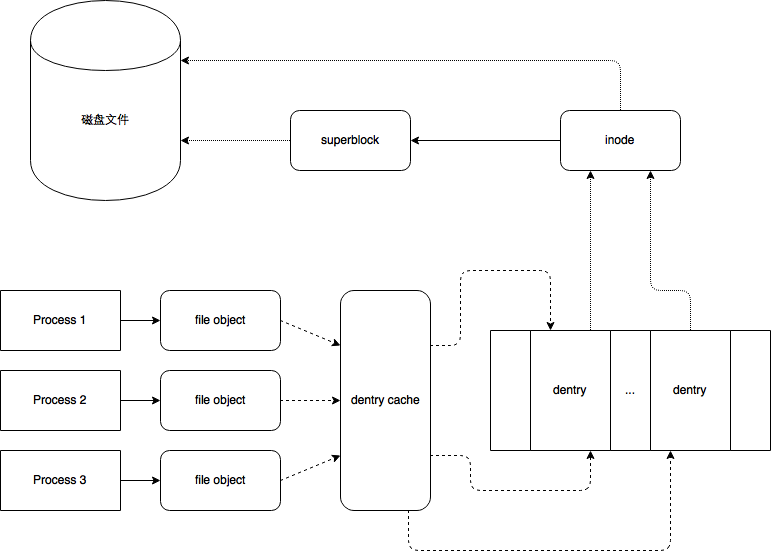 磁盘文件
superblock
inode
Process 1
file object
Process 2
file object
Process 3
file object
dentry cache
dentry
...
dentry